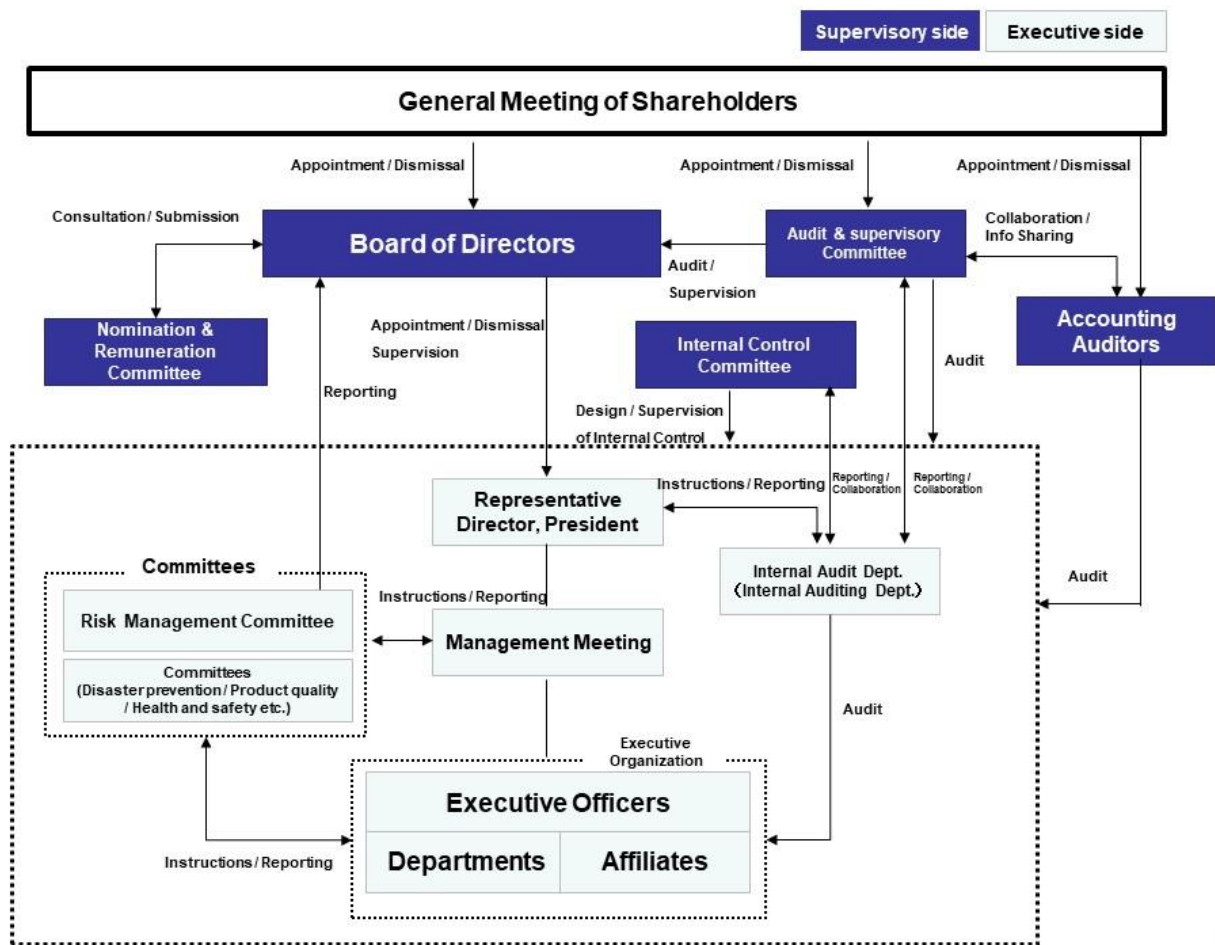 Supervisory side
Executive side
General Meeting of Shareholders
Appointment / Dismissal
Appointment / Dismissal
Appointment / Dismissal
Consultation / Submission
Board of Directors
Audit & supervisory
Committee
Collaboration /
Info Sharing
Audit /
Supervision
Nomination &
Remuneration
Committee
Appointment / Dismissal
Supervision
Internal Control
Committee
Accounting
Auditors
Audit
Reporting
Design / Supervision
of Internal Control
Representative
Director, President
Instructions / Reporting
Reporting /
Collaboration
Reporting /
Collaboration
Internal Audit Dept.
(Internal Auditing Dept.)
Audit
Committees
Risk Management Committee
Instructions / Reporting
Management Meeting
Committees
(Disaster prevention / Product quality
/ Health and safety etc.)
Audit
Executive
Organization
Executive Officers
Departments
Affiliates
Instructions / Reporting